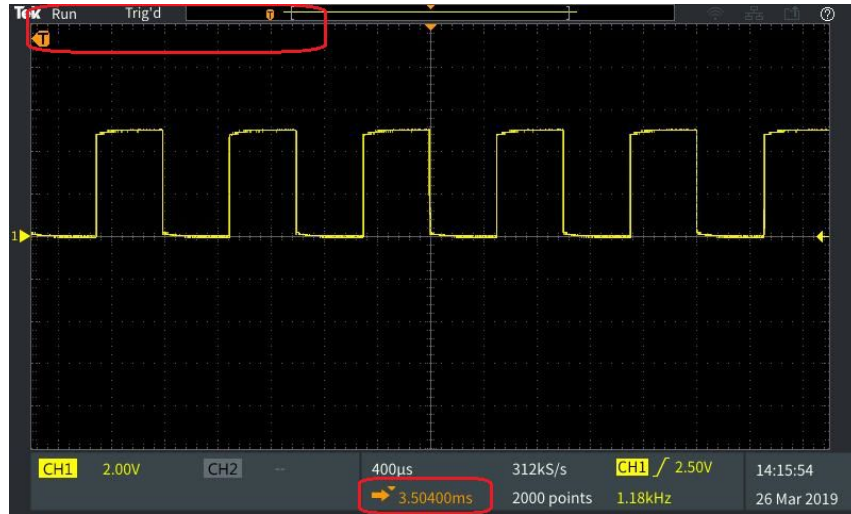 Tek Run Trig'd T
T
1
CH1 2.00V CH2 -- 400µs 312kS/s CH1 2.50V 14:15:54
3.50400ms 2000 points 1.18kHz 26 Mar 2019